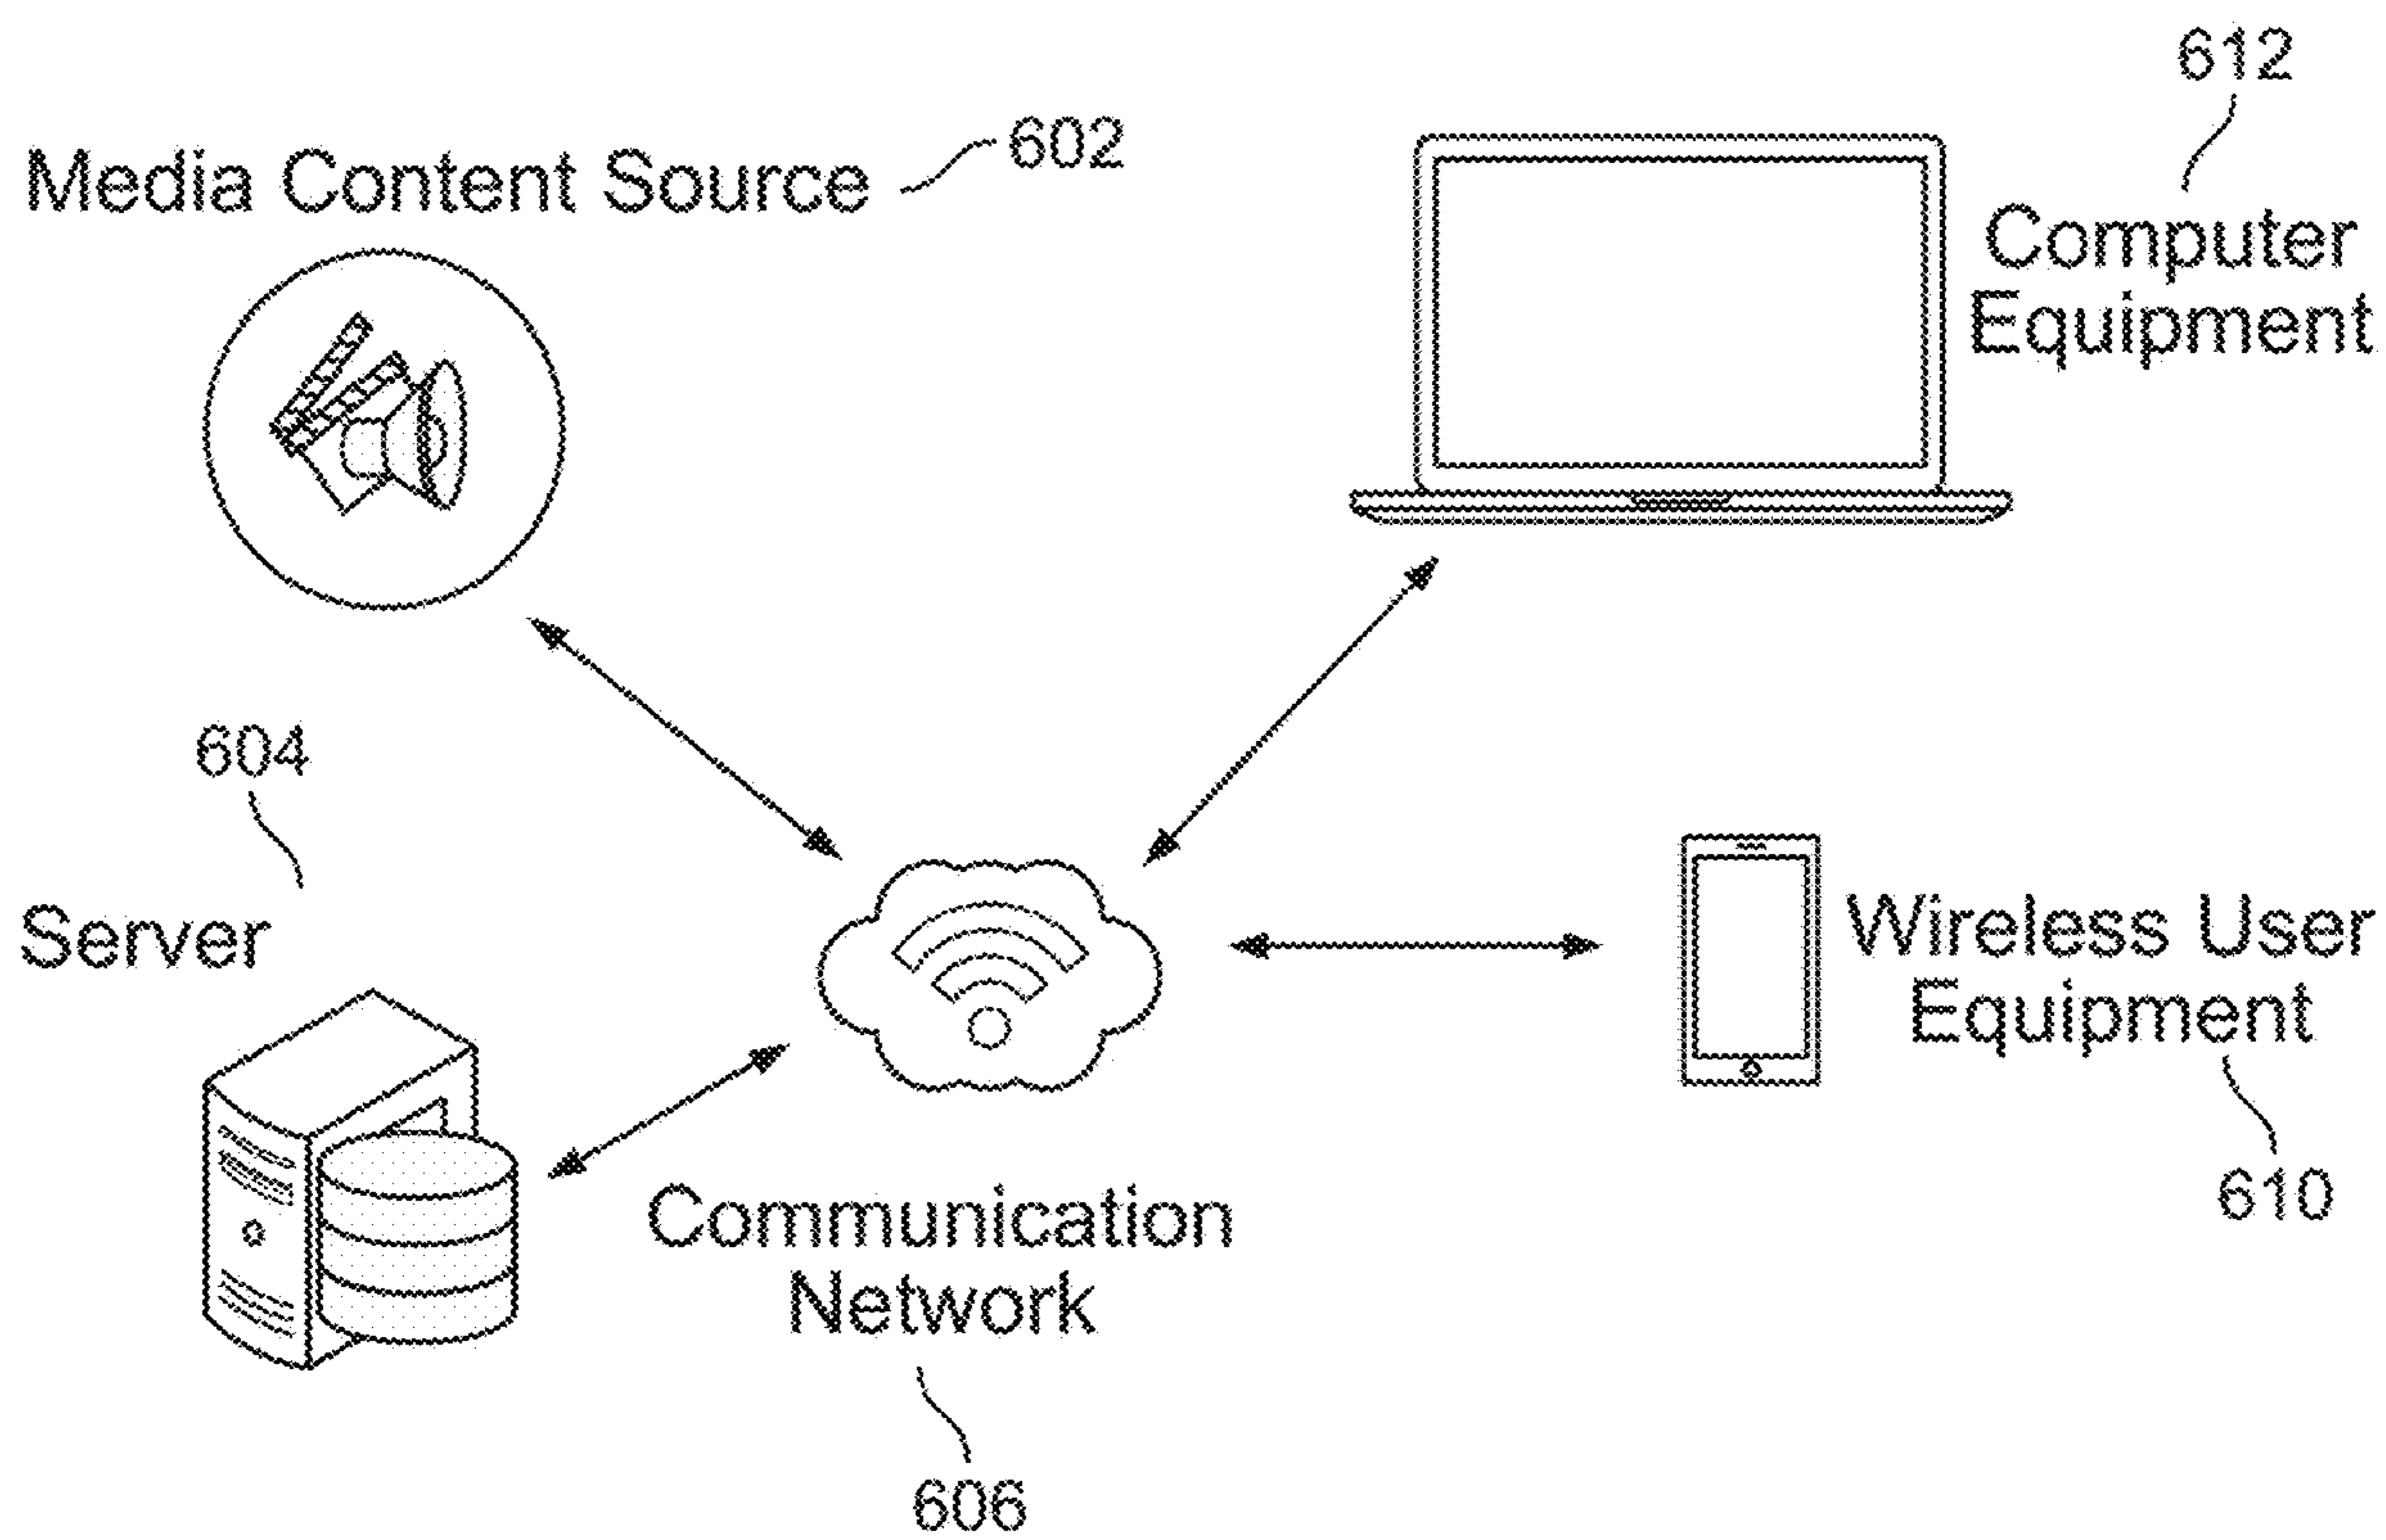 612
Media Content Source
602
Computer
Equipment
604
Server
Wireless User
Equipment
610
Communication
Network
606